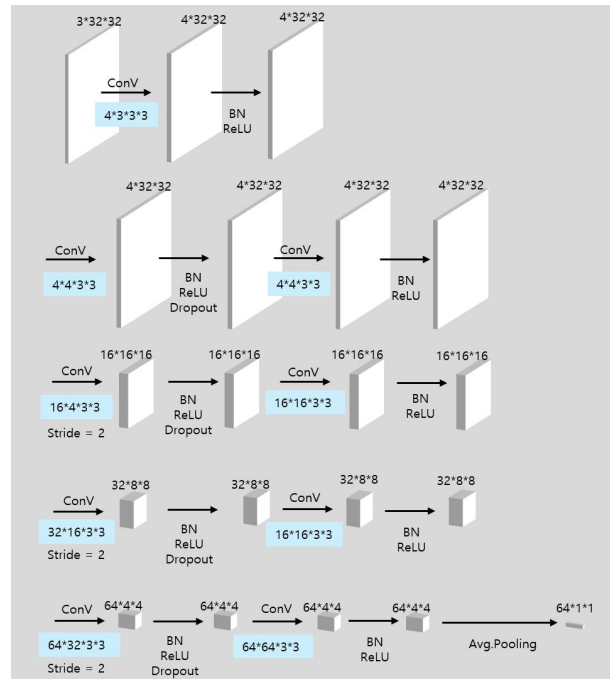 3*32*32
4*32*32
4*32*32
ConV
4*3*3*3
BN
ReLU
4*32*32
4*32*32
4*32*32
4*32*32
ConV
4*4*3*3
BN
ReLU
Dropout
ConV
4*4*3*3
BN
ReLU
16*16*16
16*16*16
16*16*16
16*16*16
ConV
16*4*3*3
Stride = 2
BN
ReLU
Dropout
ConV
16*16*3*3
BN
ReLU
32*8*8
32*8*8
32*8*8
32*8*8
ConV
32*16*3*3
Stride = 2
BN
ReLU
Dropout
ConV
16*16*3*3
BN
ReLU
64*4*4
64*4*4
64*4*4
64*4*4
64*1*1
ConV
64*32*3*3
Stride = 2
BN
ReLU
Dropout
ConV
64*64*3*3
BN
ReLU
Avg.Pooling